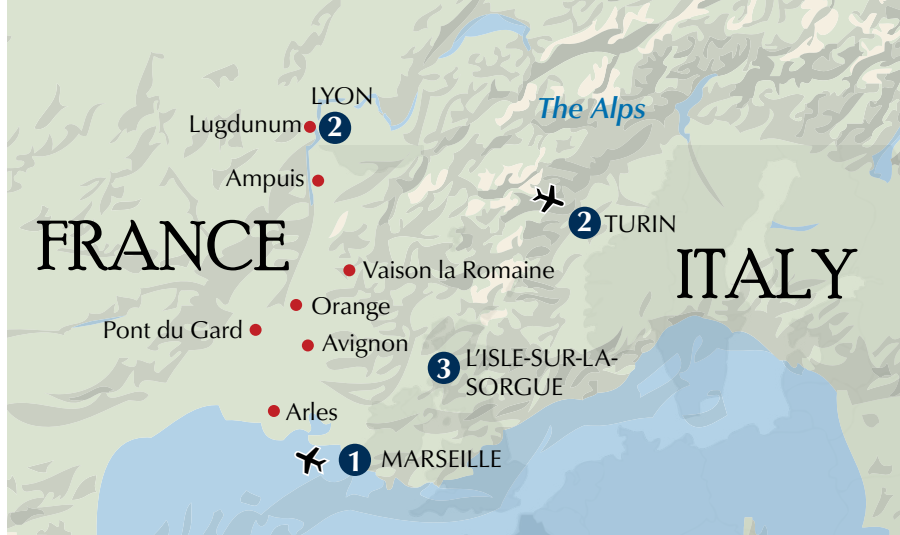 LYON
The Alps
Lugdunum
2
Ampuis
2 TURIN
FRANCE
ITALY
Vaison la Romaine
Orange
Pont du Gard
Avignon
3 L'ISLE-SUR-LA-
SORGUE
Arles
1 MARSEILLE